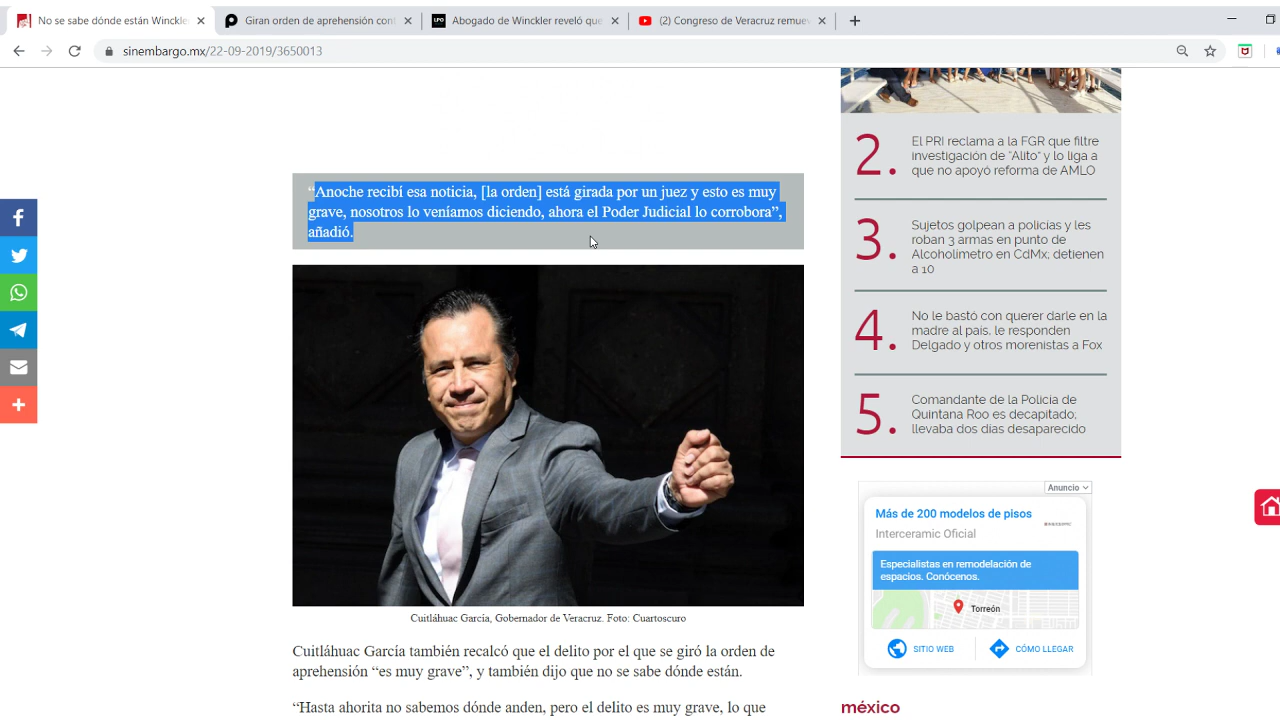 No se sabe dónde están Winckle
Giran orden de aprehensión cont
LPO
Abogado de Winckler reveló que
(2) Congreso de Veracruz remuev
sinembargo.mx/22-09-2019/3650013
“Anoche recibí esa noticia, [la orden] está girada por un juez y esto es muy
grave, nosotros lo veníamos diciendo, ahora el Poder Judicial lo corrobora”,
añadió.
Cuitláhuac García, Gobernador de Veracruz. Foto: Cuartoscuro
Cuitláhuac García también recalcó que el delito por el que se giró la orden de
aprehensión “es muy grave”, y también dijo que no se sabe dónde están.
“Hasta ahorita no sabemos dónde anden, pero el delito es muy grave, lo que
2.
El PRI reclama a la FGR que filtre
investigación de "Alito" y lo liga a
que no apoyó reforma de AMLO
3.
Sujetos golpean a policías y les
roban 3 armas en punto de
Alcoholímetro en CdMx; detienen
a 10
4.
No le bastó con querer darle en la
madre al país, le responden
Delgado y otros morenistas a Fox
5.
Comandante de la Policía de
Quintana Roo es decapitado;
llevaba dos días desaparecido
Anuncio
Más de 200 modelos de pisos
Interceramic Oficial
Especialistas en remodelación de
espacios. Conócenos.
Torreón
SITIO WEB
CÓMO LLEGAR
méxico